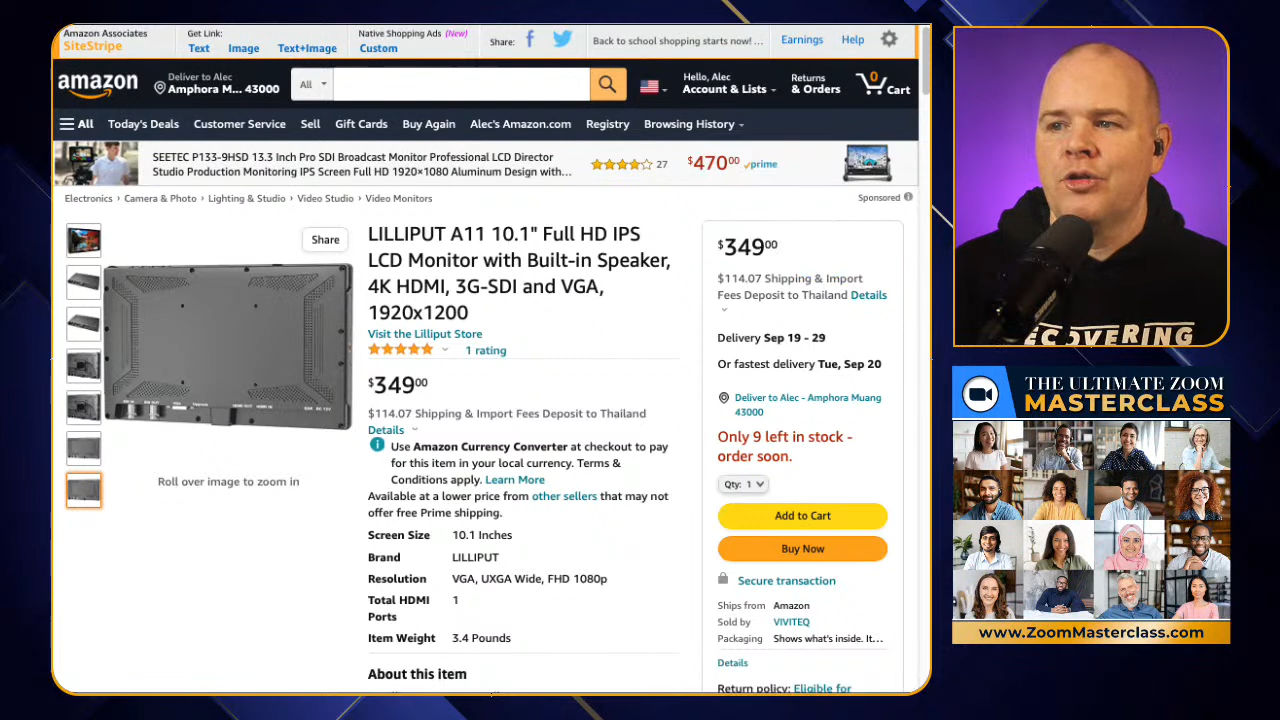 Amazon Associates
SiteStripe
Get Link:
Text
Image
Text+Image
Native Shopping Ads (New)
Custom
Share:
Back to school shopping starts now! ...
Earnings
Help
amazon
Deliver to Alec
Amphora M... 43000
All
Hello, Alec
Account & Lists
Returns
& Orders
0
Cart
All
Today's Deals
Customer Service
Sell
Gift Cards
Buy Again
Alec's Amazon.com
Registry
Browsing History
SEETEC P133-9HSD 13.3 Inch Pro SDI Broadcast Monitor Professional LCD Director
Studio Production Monitoring IPS Screen Full HD 1920×1080 Aluminum Design with...
27
$47000
prime
Electronics › Camera & Photo › Lighting & Studio › Video Studio › Video Monitors
Sponsored
Share
Roll over image to zoom in
LILLIPUT A11 10.1" Full HD IPS
LCD Monitor with Built-in Speaker,
4K HDMI, 3G-SDI and VGA,
1920x1200
Visit the Lilliput Store
1 rating
$34900
$114.07 Shipping & Import Fees Deposit to Thailand
Details
Use Amazon Currency Converter at checkout to pay
for this item in your local currency. Terms &
Conditions apply. Learn More
Available at a lower price from other sellers that may not
offer free Prime shipping.
Screen Size 10.1 Inches
Brand LILLIPUT
Resolution VGA, UXGA Wide, FHD 1080p
Total HDMI 1
Ports
Item Weight 3.4 Pounds
About this item
$34900
$114.07 Shipping & Import
Fees Deposit to Thailand Details
Delivery Sep 19 - 29
Or fastest delivery Tue, Sep 20
Deliver to Alec - Amphora Muang
43000
Only 9 left in stock -
order soon.
Qty: 1
Add to Cart
Buy Now
Secure transaction
Ships from Amazon
Sold by VIVITEQ
Packaging Shows what's inside. It...
Details
Return policy: Eligible for
ECOVERING
THE ULTIMATE ZOOM
MASTERCLASS
www.ZoomMasterclass.com